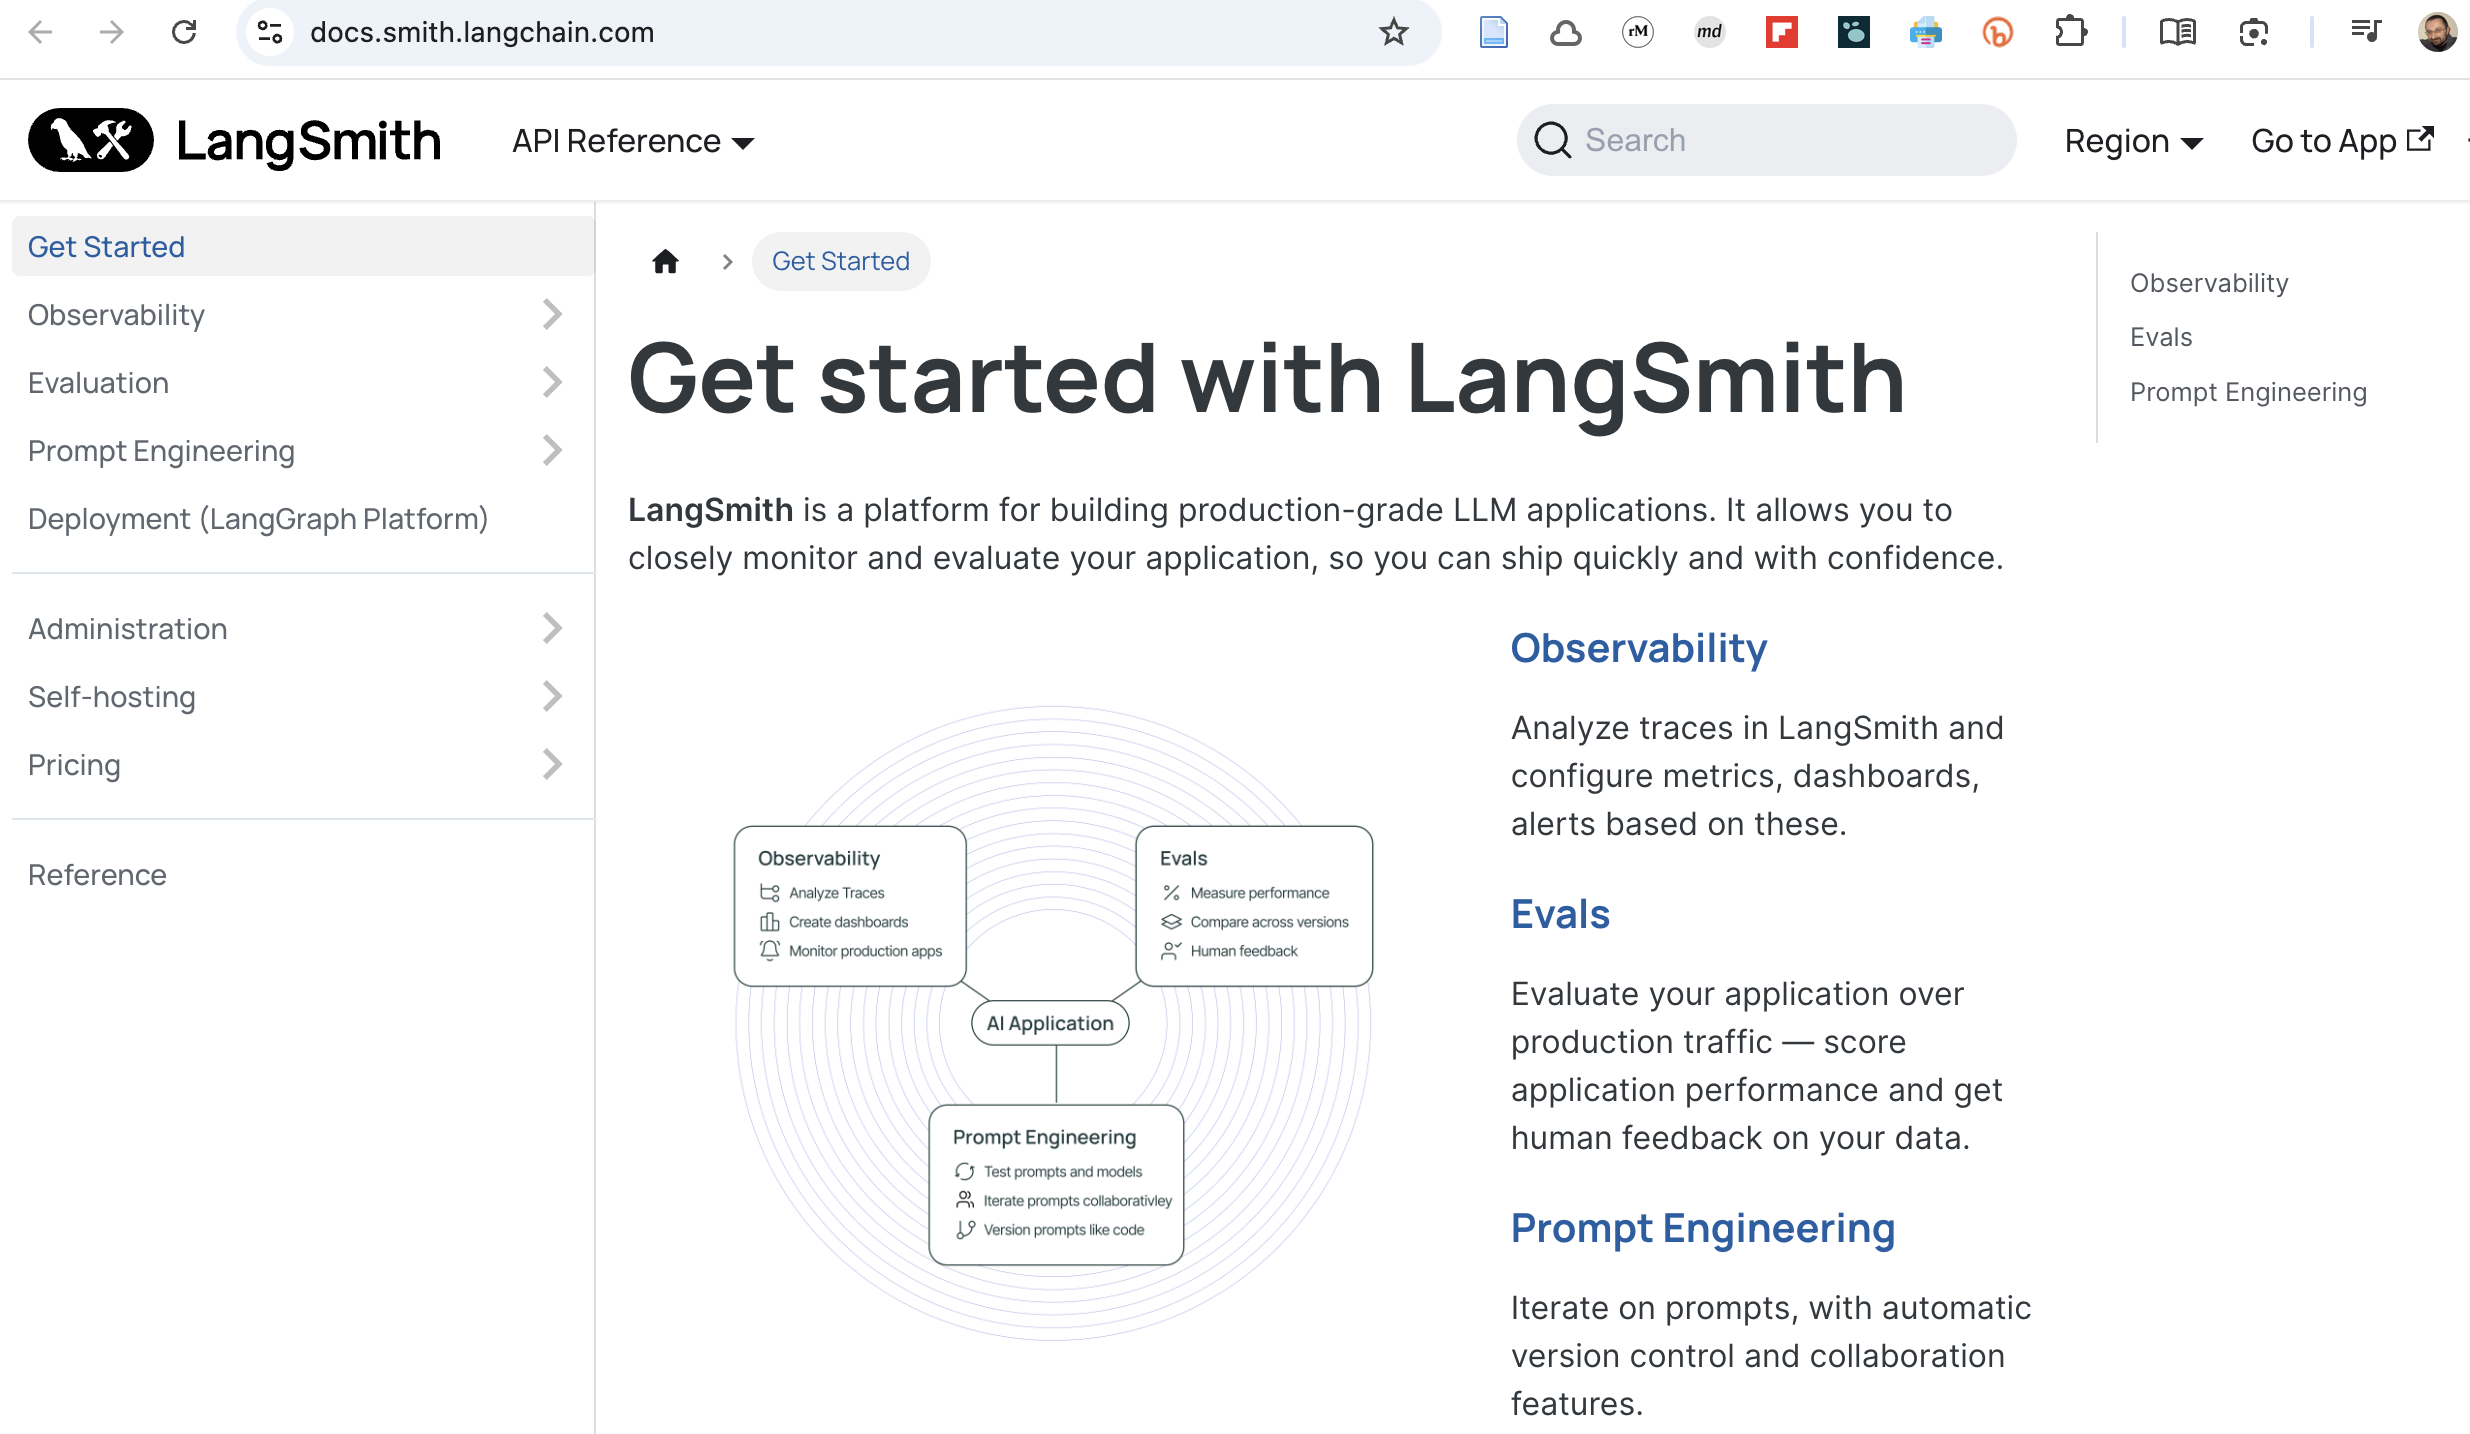 docs.smith.langchain.com
rM
md
LangSmith
API Reference
Search
Region
Go to App
Get Started
Observability
Evaluation
Prompt Engineering
Deployment (LangGraph Platform)
Administration
Self-hosting
Pricing
Reference
Get Started
Get started with LangSmith
LangSmith is a platform for building production-grade LLM applications. It allows you to
closely monitor and evaluate your application, so you can ship quickly and with confidence.
Observability
Analyze Traces
Create dashboards
Monitor production apps
Evals
Measure performance
Compare across versions
Human feedback
AI Application
Prompt Engineering
Test prompts and models
Iterate prompts collaborativley
Version prompts like code
Observability
Analyze traces in LangSmith and
configure metrics, dashboards,
alerts based on these.
Evals
Evaluate your application over
production traffic — score
application performance and get
human feedback on your data.
Prompt Engineering
Iterate on prompts, with automatic
version control and collaboration
features.
Observability
Evals
Prompt Engineering